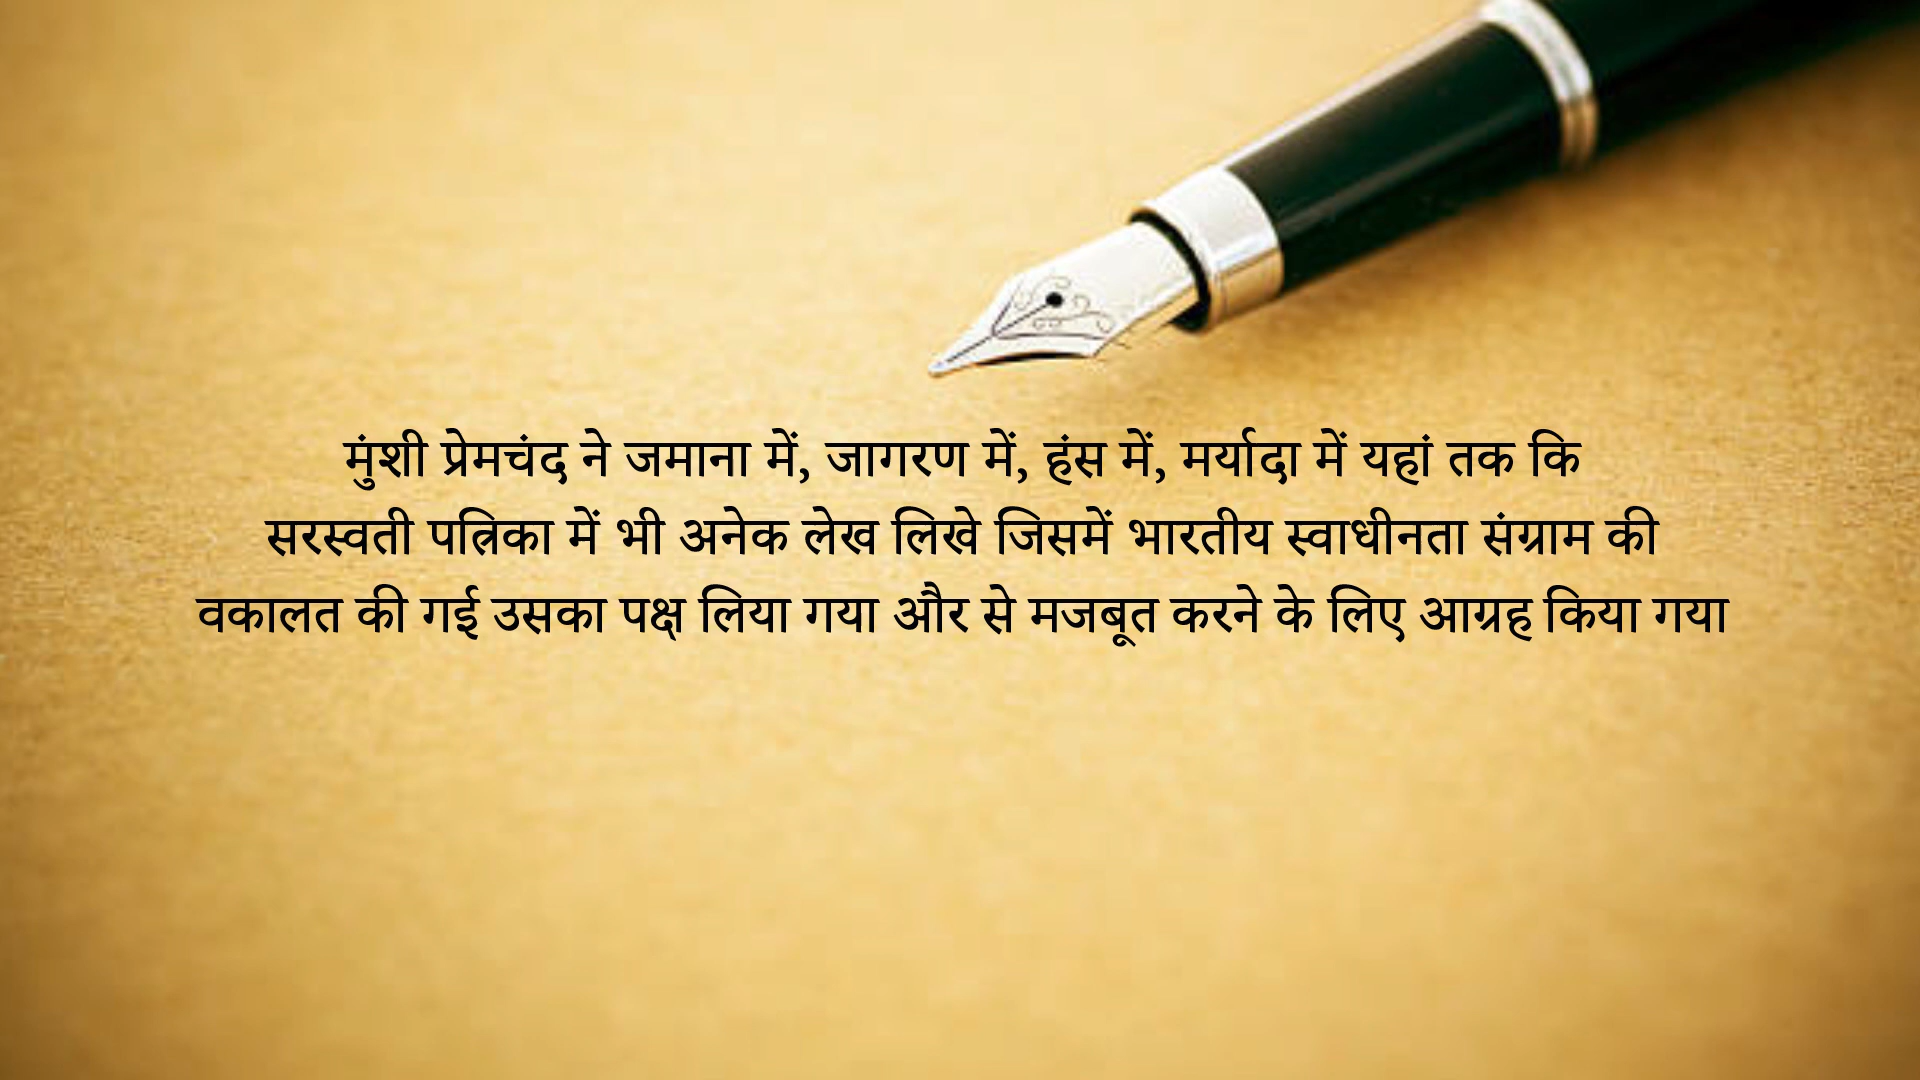 मुंशी प्रेमचंद ने जमाना में, जागरण में, हंस में, मर्यादा में यहां तक कि
सरस्वती पत्रिका में भी अनेक लेख लिखे जिसमें भारतीय स्वाधीनता संग्राम की
वकालत की गई उसका पक्ष लिया गया और से मजबूत करने के लिए आग्रह किया गया